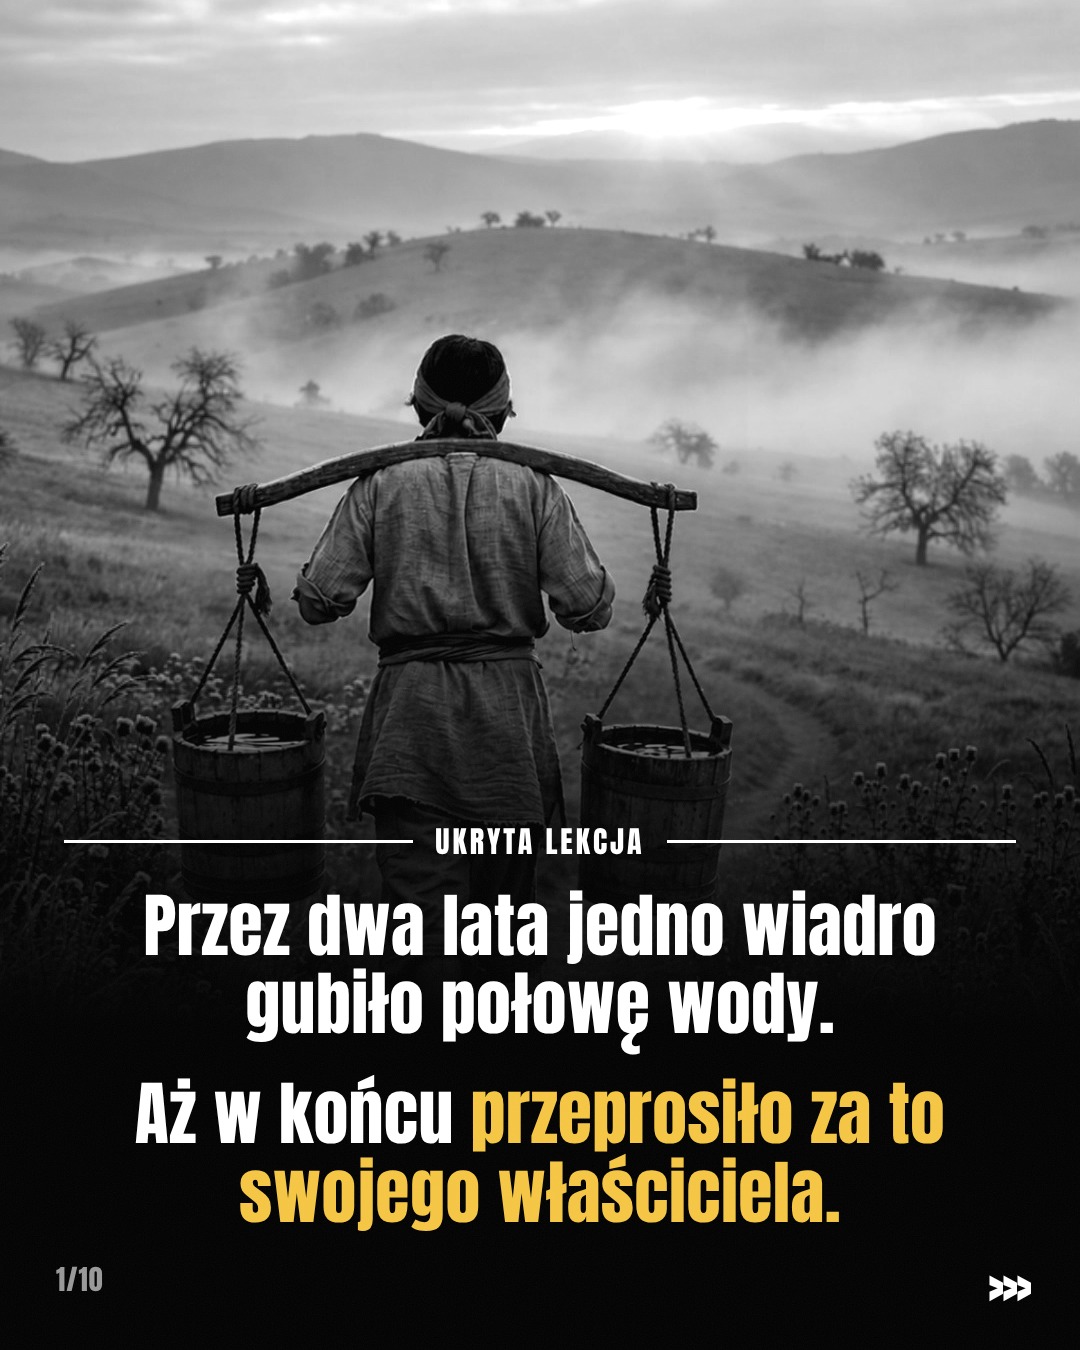 UKRYTA LEKCJA
Przez dwa lata jedno wiadro
gubiło połowę wody.
Aż w końcu przeprosiło za to
swojego właściciela.
1/10
>>>